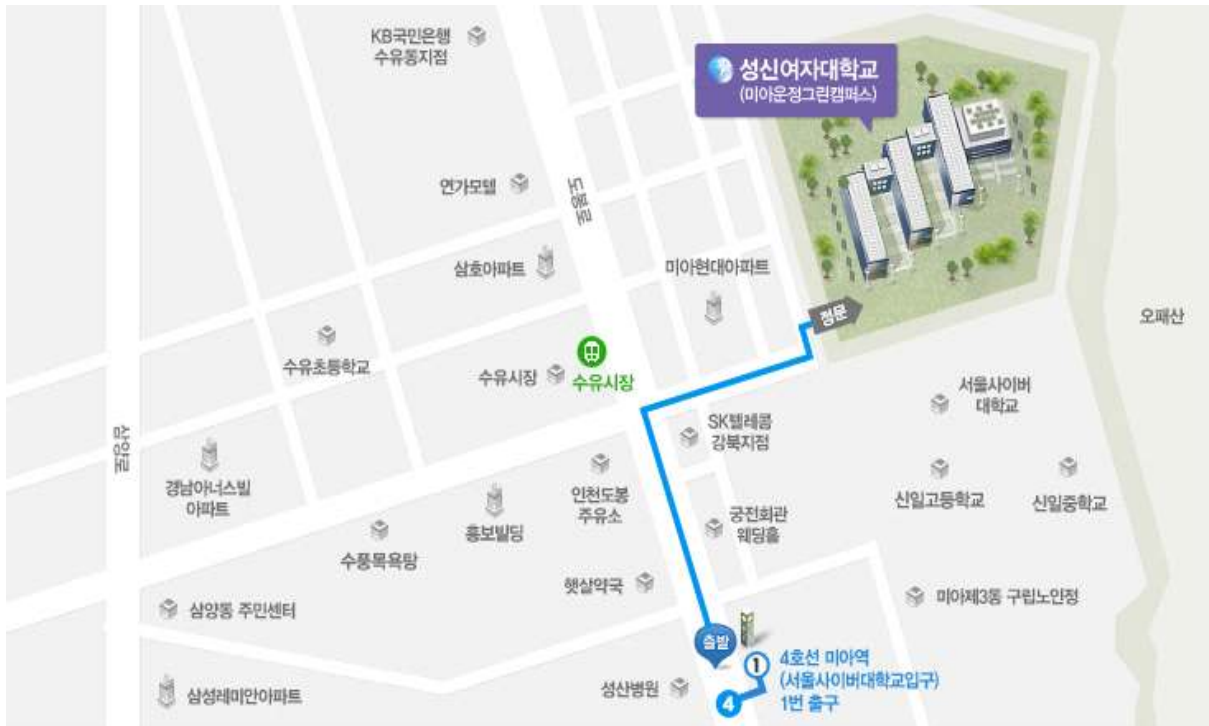 KB국민은행
수유동지점
성신여자대학교
(미아운정그린캠퍼스)
연가모텔
도봉로
삼호아파트
미아현대아파트
정문
오패산
수유초등학교
수유시장
수유시장
서울사이버
대학교
SK텔레콤
강북지점
삼양로
경남아너스빌
아파트
인천도봉
주유소
신일고등학교
신일중학교
홍보빌딩
궁전회관
웨딩홀
수풍목욕탕
햇살약국
미아제3동 구립노인정
삼양동 주민센터
출발
1
4호선 미아역
(서울사이버대학교입구)
1번 출구
성산병원
4
삼성레미안아파트